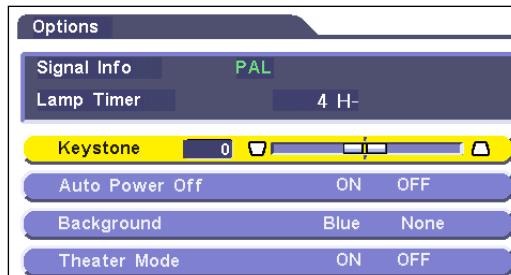 Options
Signal Info PAL
Lamp Timer 4 H-
Keystone 0
Auto Power Off ON OFF
Background Blue None
Theater Mode ON OFF